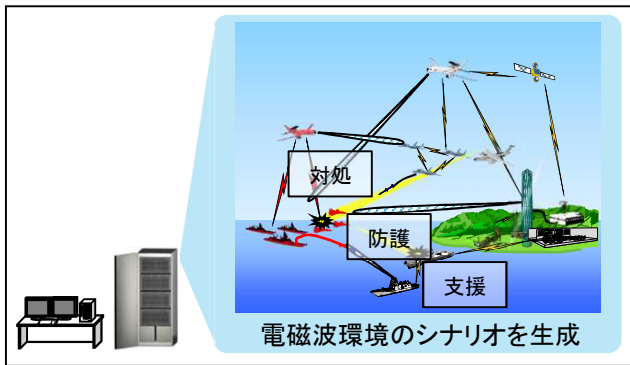 対処
防護
支援
電磁波環境のシナリオを生成